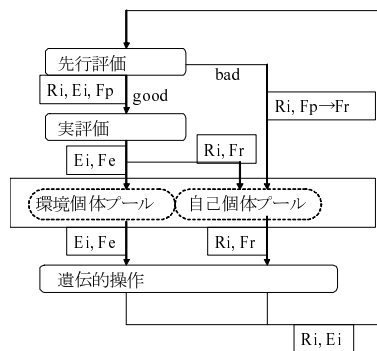 先行評価
bad
Ri, Ei, Fp
good
Ri, Fp→Fr
実評価
Ei, Fe
Ri, Fr
環境個体プール
自己個体プール
Ei, Fe
Ri, Fr
遺伝的操作
Ri, Ei